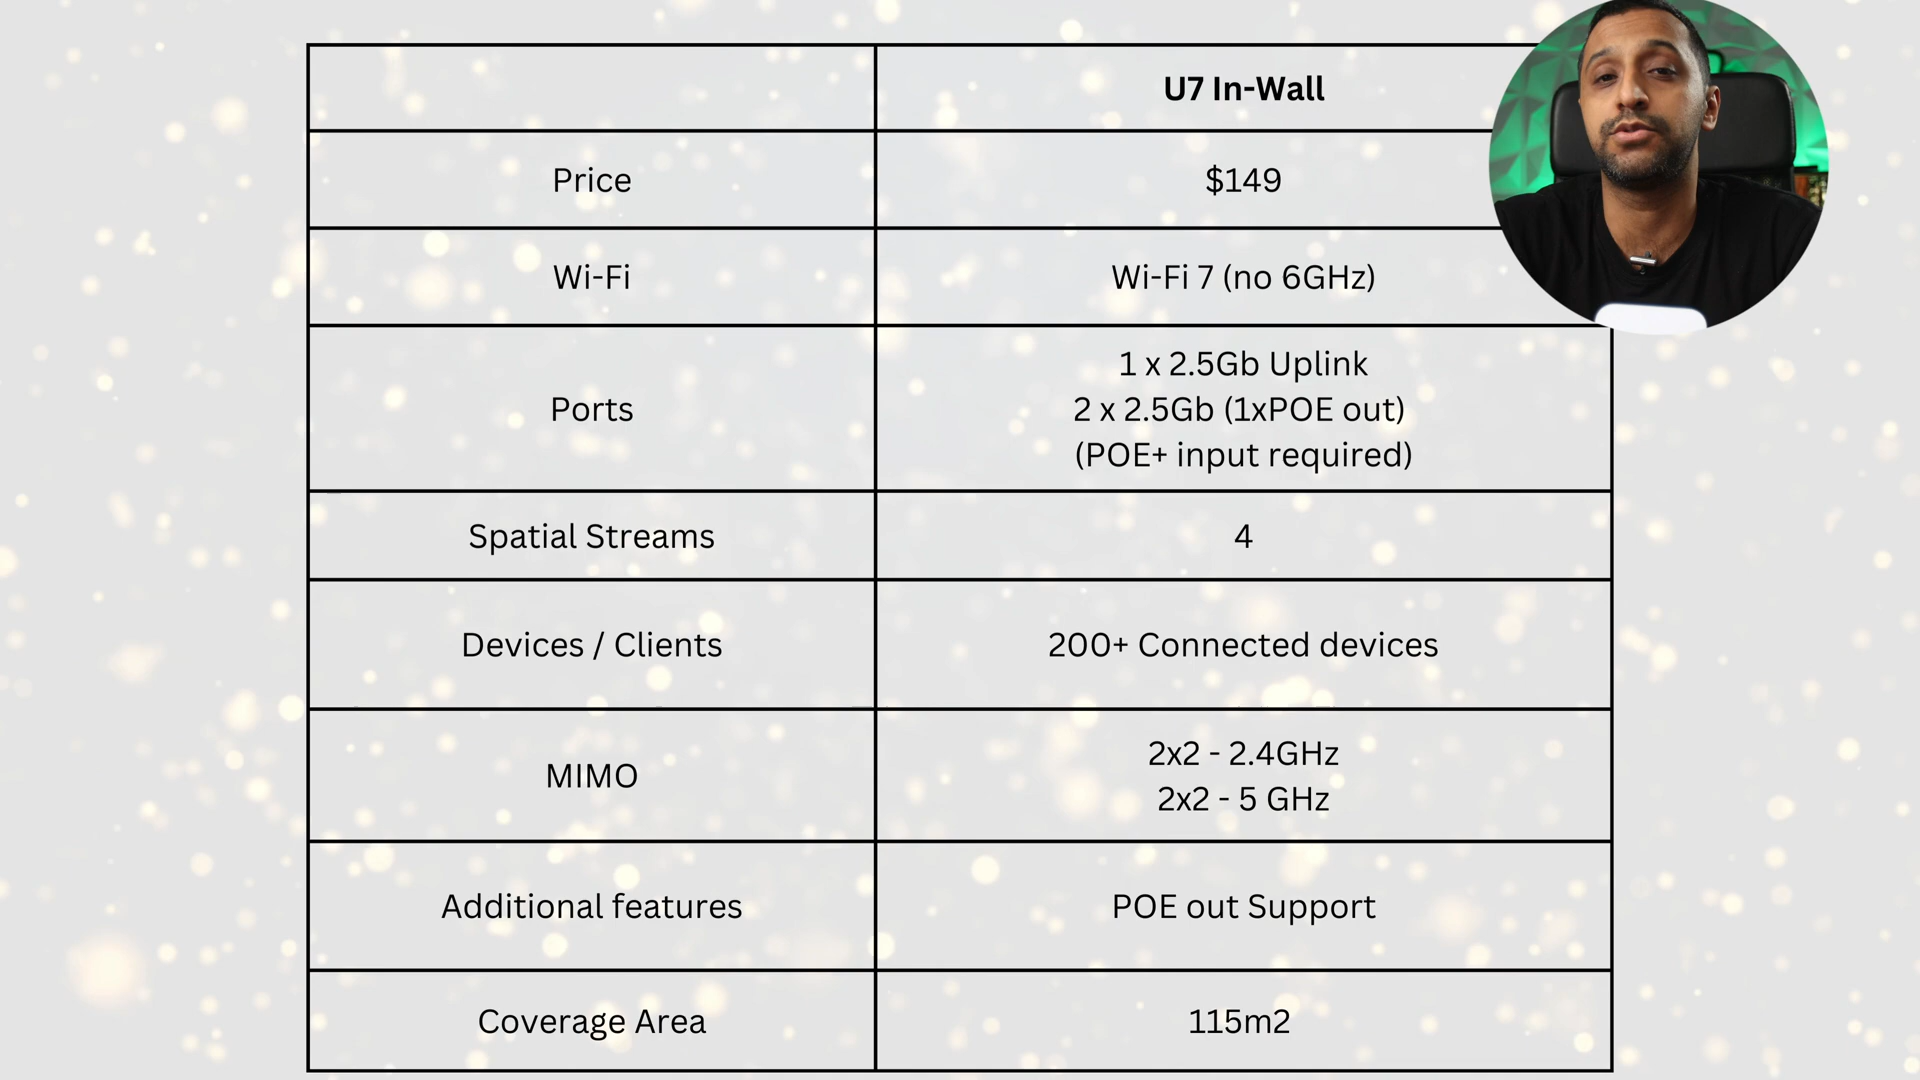 U7 In-Wall
Price
$149
Wi-Fi
Wi-Fi 7 (no 6GHz)
Ports
1 x 2.5Gb Uplink
2 x 2.5Gb (1xPOE out)
(POE+ input required)
Spatial Streams
4
Devices / Clients
200+ Connected devices
MIMO
2x2 - 2.4GHz
2x2 - 5 GHz
Additional features
POE out Support
Coverage Area
115m2